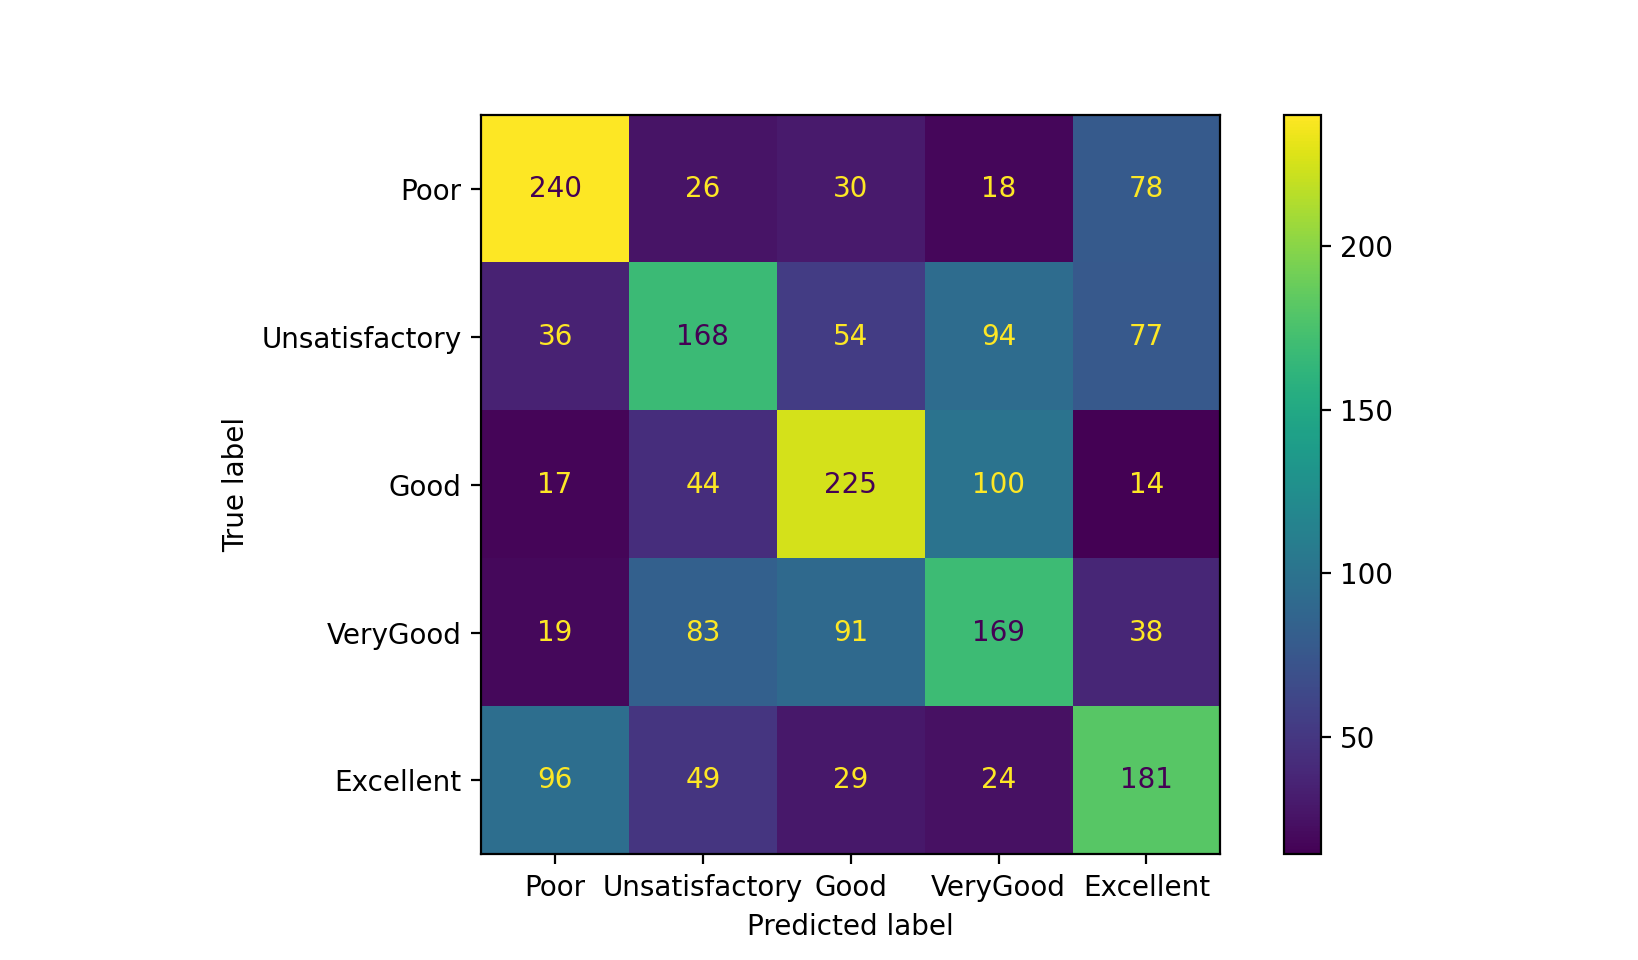 Poor 240 26 30 18 78
Unsatisfactory 36 168 54 94 77
Good 17 44 225 100 14
VeryGood 19 83 91 169 38
Excellent 96 49 29 24 181
Poor Unsatisfactory Good VeryGood Excellent
Predicted label
True label
200
150
100
50